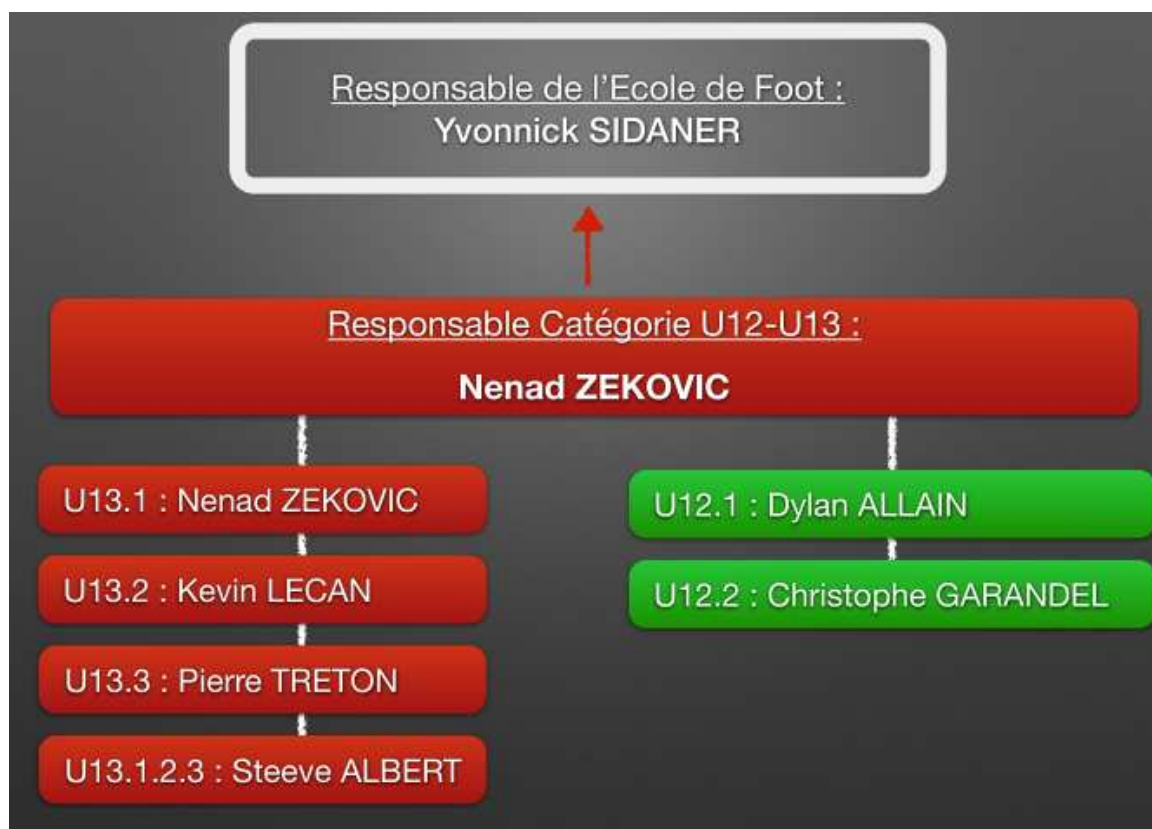 Responsable de l'Ecole de Foot :
Yvonnick SIDANER
Responsable Catégorie U12-U13 :
Nenad ZEKOVIC
U13.1 : Nenad ZEKOVIC
U13.2 : Kevin LECAN
U13.3 : Pierre TRETON
U13.1.2.3 : Steeve ALBERT
U12.1 : Dylan ALLAIN
U12.2 : Christophe GARANDEL